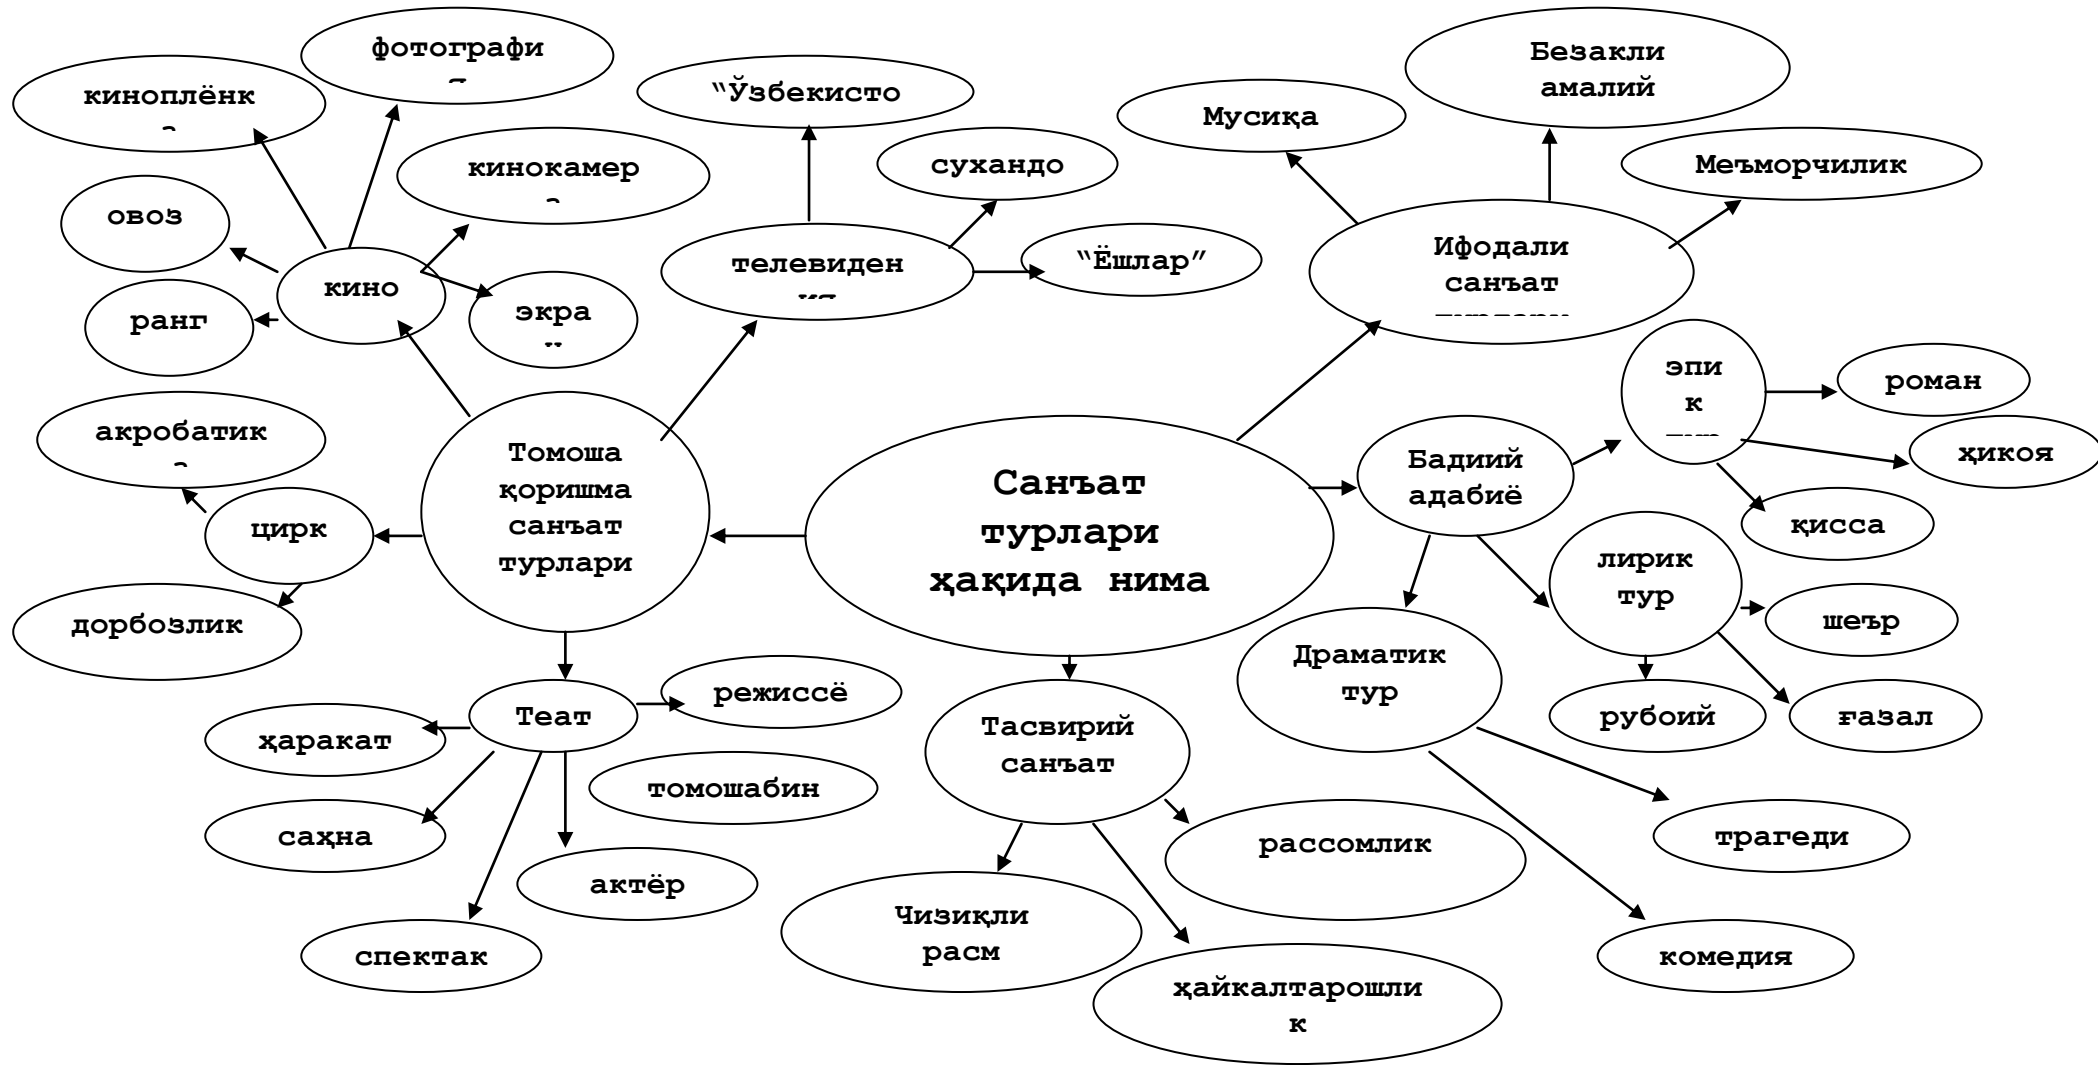 фотографи
киноплёнк
"Ўзбекисто
Безакли
амалий
Мусиқа
кинокамер
сухандо
Меъморчилик
овоз
кино
ранг
экра
телевиден
"Ёшлар"
Ифодали
санъат
акробатик
цирк
дорбозлик
Томоша
қоришма
санъат
турлари
Санъат
турлари
ҳақида нима
Бадиий
адабиё
эпи
к
роман
ҳикоя
қисса
лирик
тур
шеър
рубоий
ғазал
Драматик
тур
трагеди
комедия
Теат
режиссё
ҳаракат
томошабин
саҳна
актёр
спектак
Тасвирий
санъат
рассомлик
Чизиқли
расм
ҳайкалтарошли
к